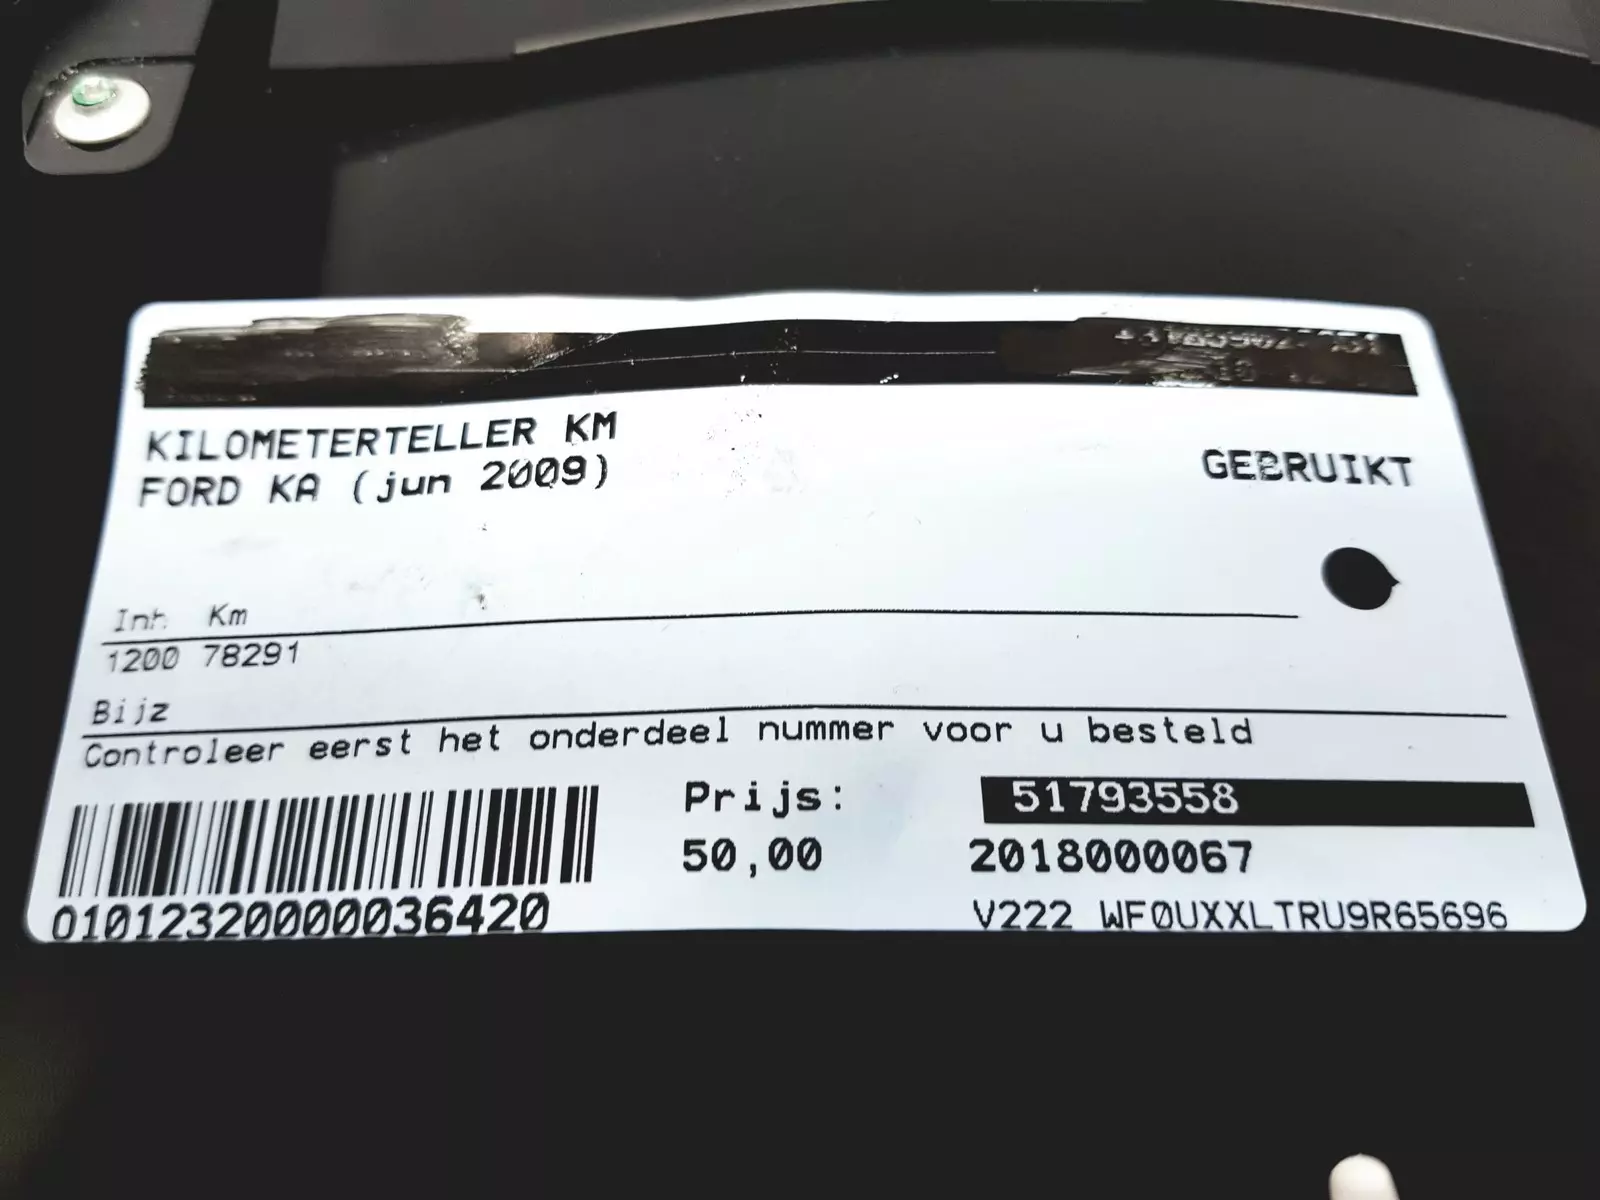 KILOMETERTELLER KM
FORD KA (jun 2009)
GEBRUIKT
Inh Km
1200 78291
Bijz
Controleer eerst het onderdeel nummer voor u besteld
Prijs: 51793558
50,00 2018000067
01012320000036420 V222 WF0UXXLTRU9R65696